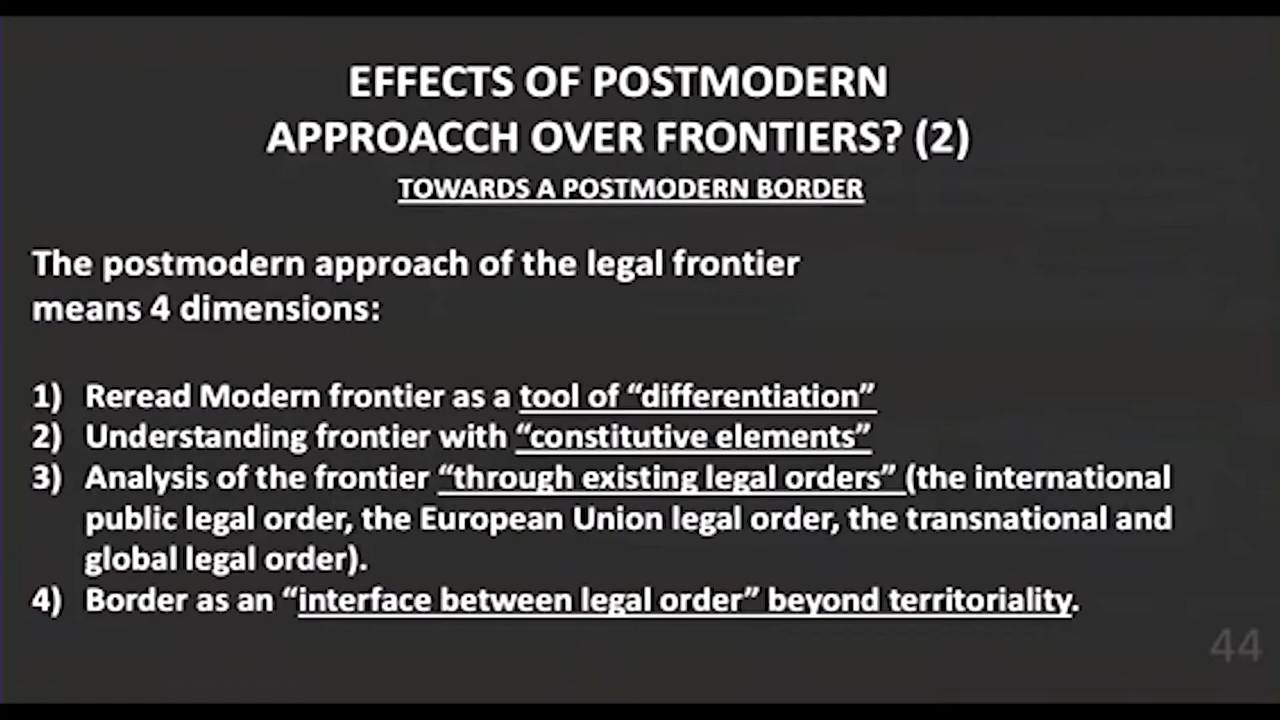 EFFECTS OF POSTMODERN
APPROACCH OVER FRONTIERS? (2)
TOWARDS A POSTMODERN BORDER
The postmodern approach of the legal frontier
means 4 dimensions:
1) Reread Modern frontier as a tool of “differentiation”
2) Understanding frontier with “constitutive elements”
3) Analysis of the frontier “through existing legal orders” (the international
public legal order, the European Union legal order, the transnational and
global legal order).
4) Border as an “interface between legal order” beyond territoriality.
44